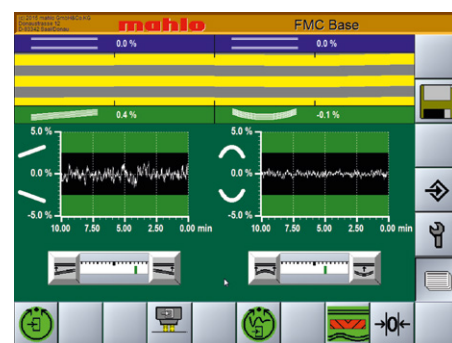 (c) 2015 mahlo GmbH&Co KG
Donaustrasse 12
D-93342 Saal/Donau
mahlo
FMC Base
0.0 %
0.0 %
0.4 %
-0.1 %
5.0 %
0.0 %
-5.0 %
10.00 7.50 5.00 2.50 0.00 min
5.0 %
0.0 %
-5.0 %
10.00 7.50 5.00 2.50 0.00 min
0